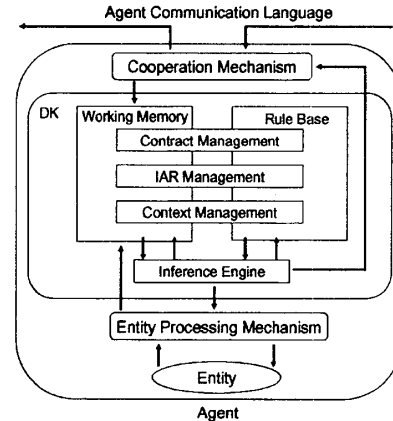 Agent Communication Language
Cooperation Mechanism
DK
Working Memory
Rule Base
Contract Management
IAR Management
Context Management
Inference Engine
Entity Processing Mechanism
Entity
Agent